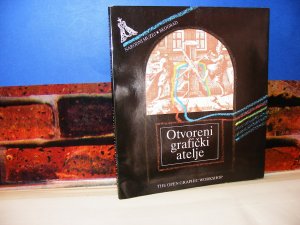 NARODNI MUZEJ • BEOGRAD
Otvoreni
grafički
atelje
THE OPEN GRAPHIC WORKSHOP